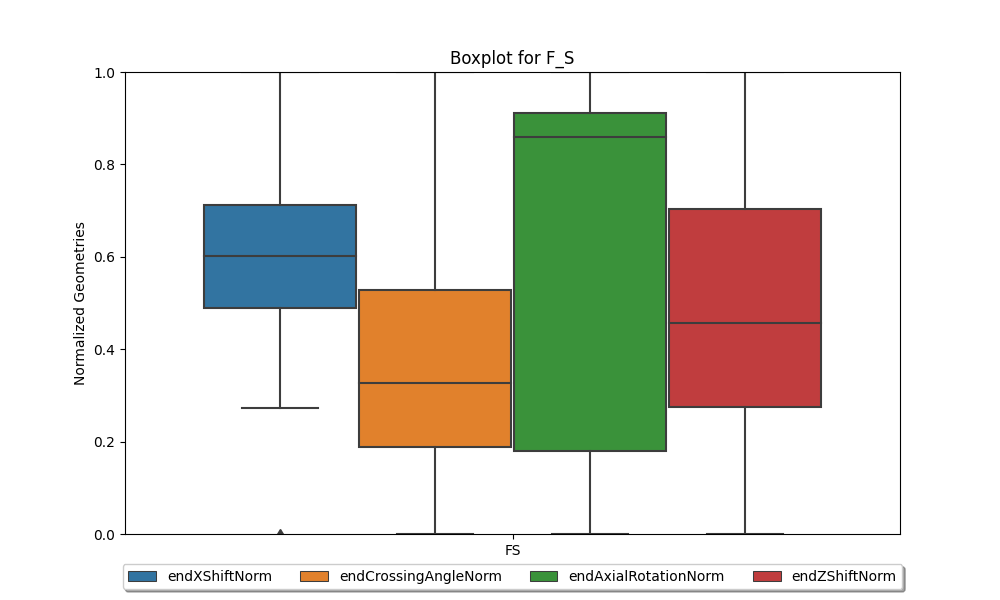 Boxplot for F_S
1.0
0.8
0.6
0.4
0.2
0.0
Normalized Geometries
FS
endXShiftNorm endCrossingAngleNorm endAxialRotationNorm endZShiftNorm